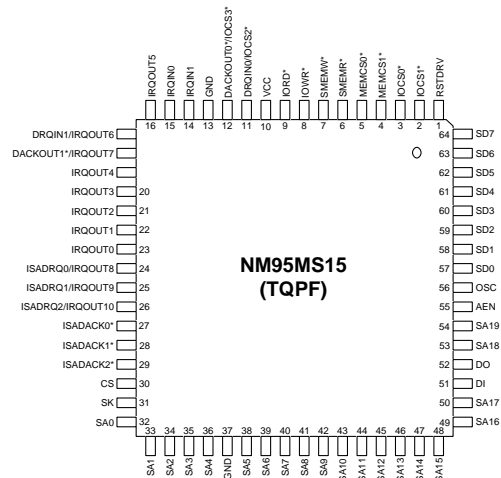 IRQOUT5
IRQIN0
IRQIN1
GND
DACKOUT0*/IOCS3*
DRQIN0/IOCS2*
VCC
IORD*
IOWR*
SMEMW*
SMEMR*
MEMCS0*
MEMCS1*
IOCS0*
IOCS1*
RSTDRV
16 15 14 13 12 11 10 9 8 7 6 5 4 3 2 1
DRQIN1/IRQOUT6
DACKOUT1*/IRQOUT7
IRQOUT4
IRQOUT3 20
IRQOUT2 21
IRQOUT1 22
IRQOUT0 23
ISADRQ0/IRQOUT8 24
ISADRQ1/IRQOUT9 25
ISADRQ2/IRQOUT10 26
ISADACK0* 27
ISADACK1* 28
ISADACK2* 29
CS 30
SK 31
SA0 32
NM95MS15
(TQPF)
64 SD7
63 SD6
62 SD5
61 SD4
60 SD3
59 SD2
58 SD1
57 SD0
56 OSC
55 AEN
54 SA19
53 SA18
52 DO
51 DI
50 SA17
49 SA16
33 34 35 36 37 38 39 40 41 42 43 44 45 46 47 48
SA1
SA2
SA3
SA4
GND
SA5
SA6
SA7
SA8
SA9
SA10
SA11
SA12
SA13
SA14
SA15